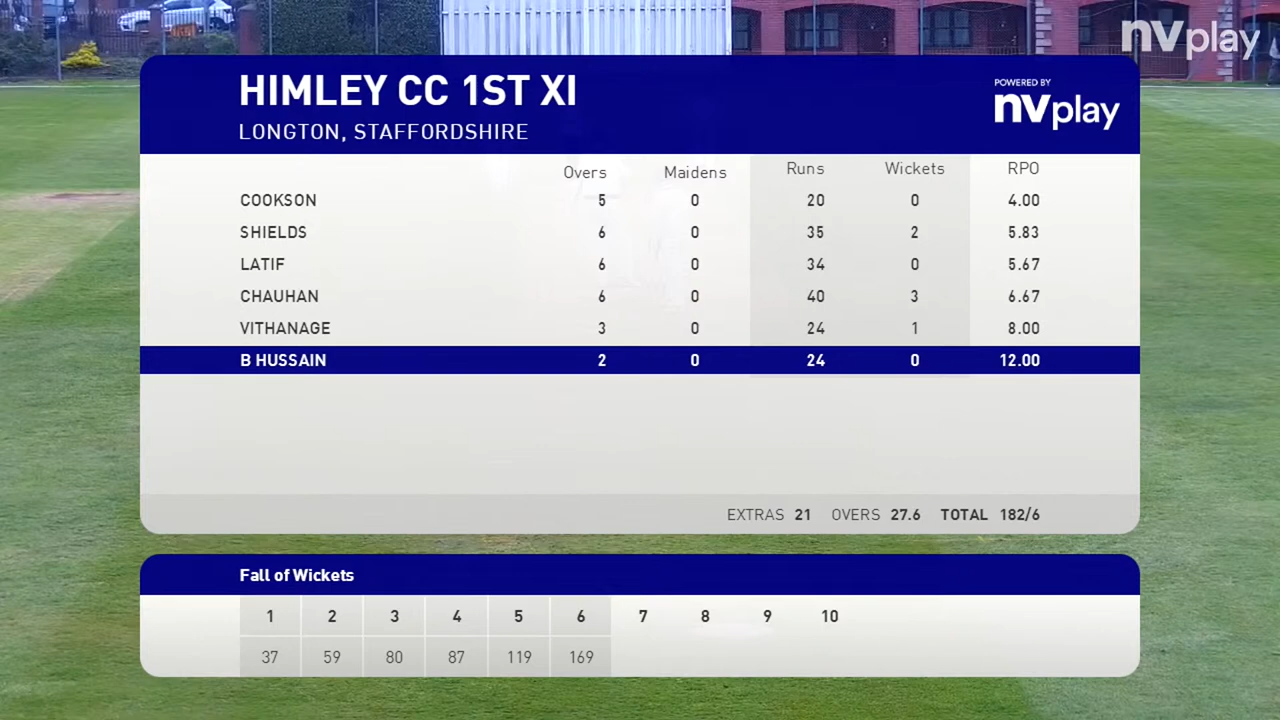 nvplay
HIMLEY CC 1ST XI
LONGTON, STAFFORDSHIRE
POWERED BY
nvplay
Overs Maidens Runs Wickets RPO
COOKSON 5 0 20 0 4.00
SHIELDS 6 0 35 2 5.83
LATIF 6 0 34 0 5.67
CHAUHAN 6 0 40 3 6.67
VITHANAGE 3 0 24 1 8.00
B HUSSAIN 2 0 24 0 12.00
EXTRAS 21 OVERS 27.6 TOTAL 182/6
Fall of Wickets
1 2 3 4 5 6 7 8 9 10
37 59 80 87 119 169